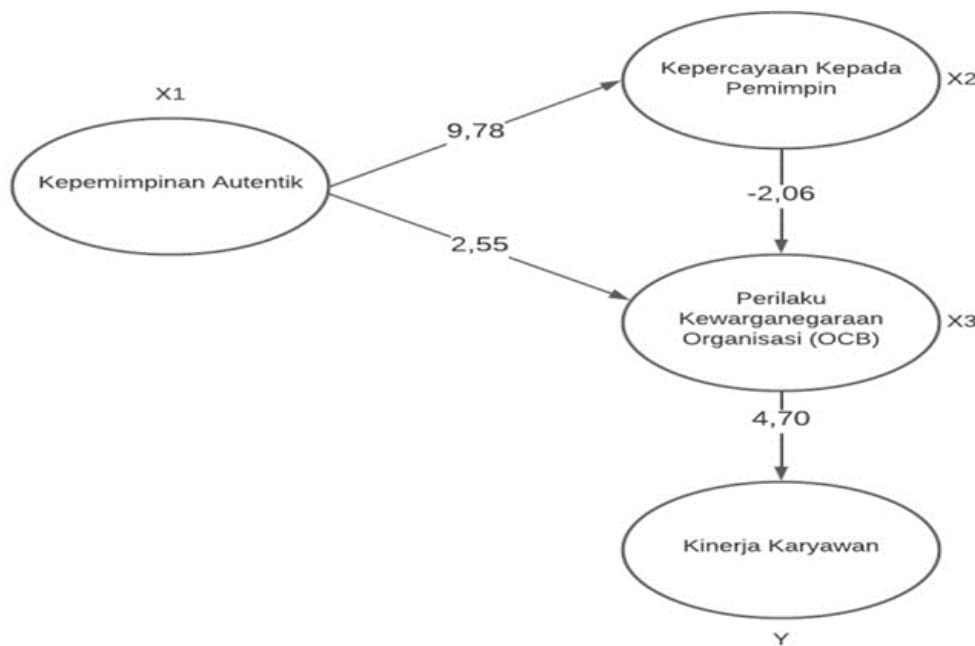 X1
Kepemimpinan Autentik
9,78
2,55
Kepercayaan Kepada
Pemimpin
X2
-2,06
Perilaku
Kewarganegaraan
Organisasi (OCB)
X3
4,70
Kinerja Karyawan
Y